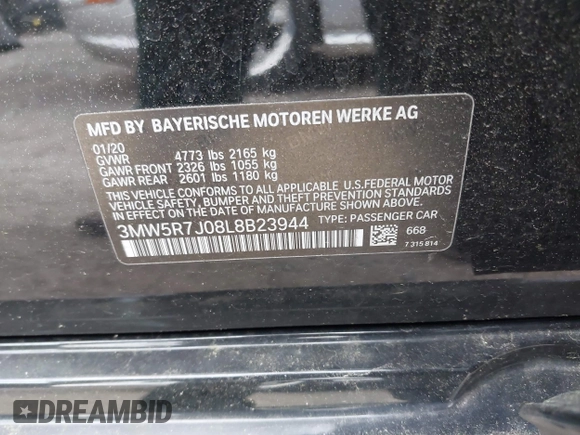 MFD BY BAYERISCHE MOTOREN WERKE AG
01/20
GVWR 4773 lbs 2165 kg
GAWR FRONT 2326 lbs 1055 kg
GAWR REAR 2601 lbs 1180 kg
THIS VEHICLE CONFORMS TO ALL APPLICABLE U.S.FEDERAL MOTOR
VEHICLE SAFETY, BUMPER AND THEFT PREVENTION STANDARDS
IN EFFECT ON THE DATE OF MANUFACTURE SHOWN ABOVE.
3MW5R7J08L8B23944 TYPE: PASSENGER CAR
668
7 315 814
DREAMBID